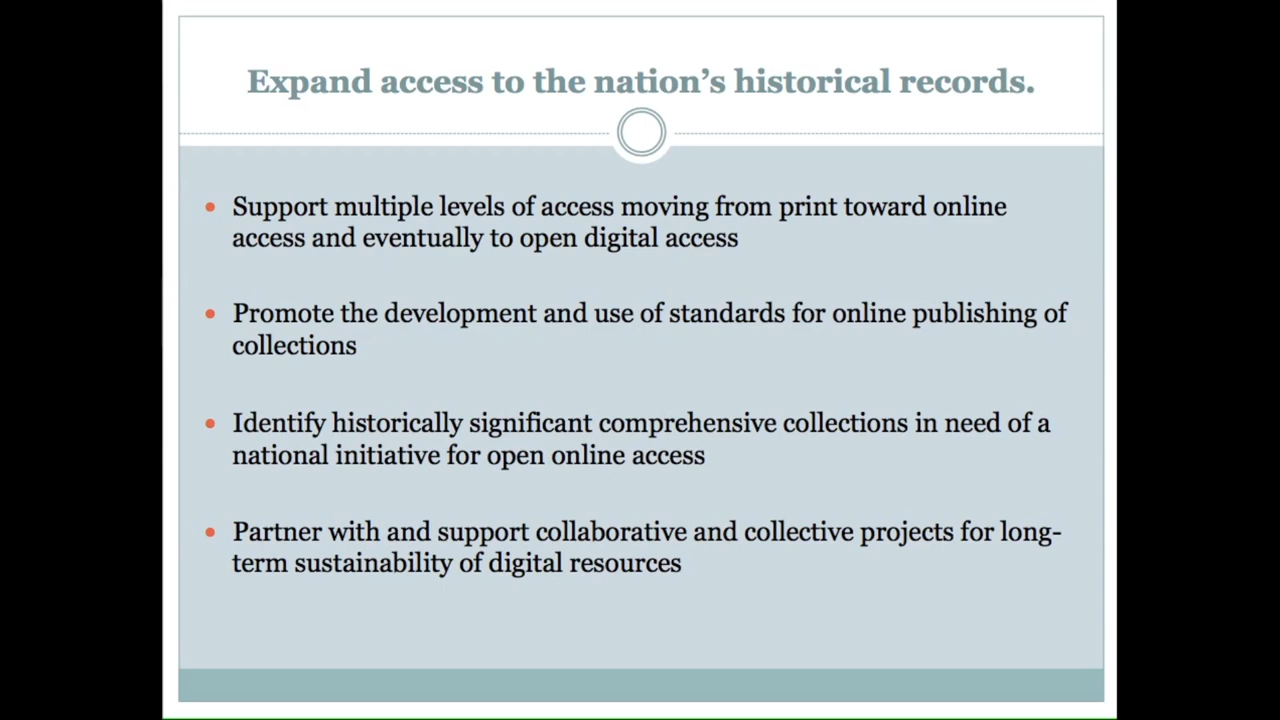 Expand access to the nation’s historical records.
Support multiple levels of access moving from print toward online
access and eventually to open digital access
Promote the development and use of standards for online publishing of
collections
Identify historically significant comprehensive collections in need of a
national initiative for open online access
Partner with and support collaborative and collective projects for long-
term sustainability of digital resources